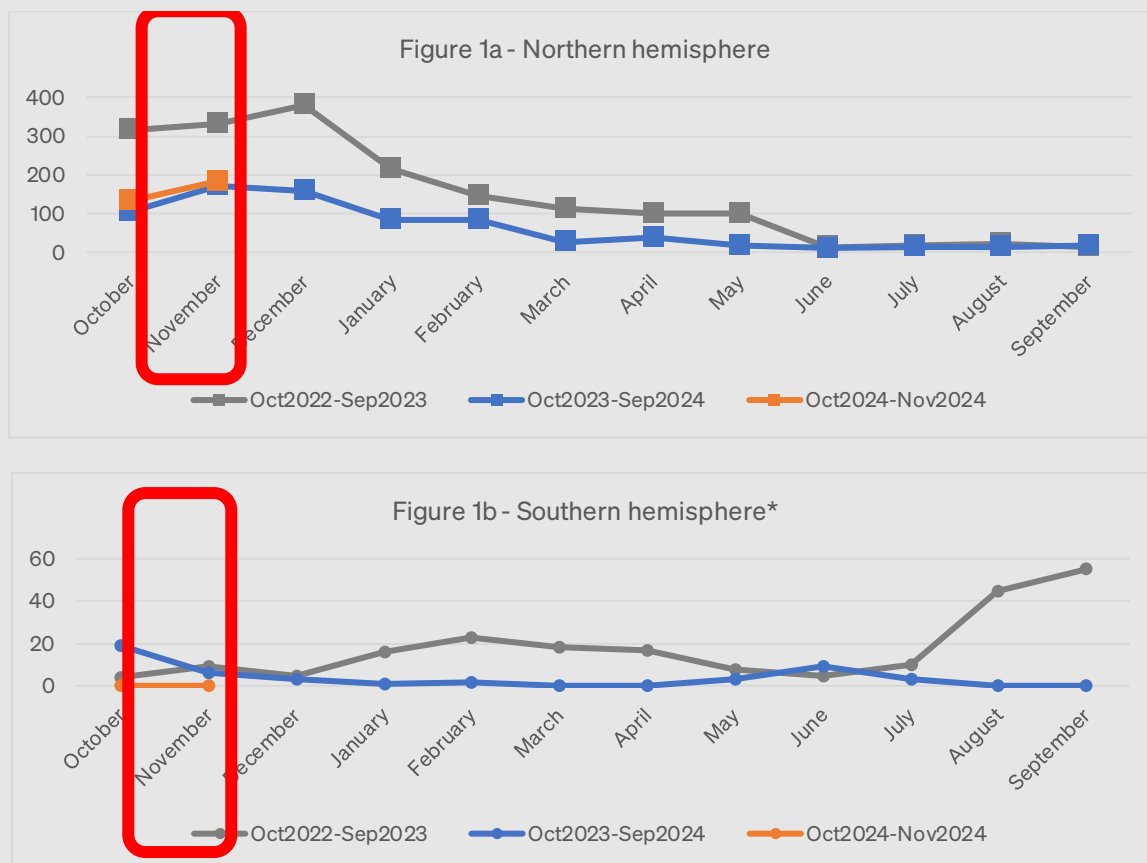 Figure 1a - Northern hemisphere
400
300
200
100
0
October
November
December
January
February
March
April
May
June
July
August
September
Oct2022-Sep2023 Oct2023-Sep2024 Oct2024-Nov2024
Figure 1b - Southern hemisphere*
60
40
20
0
October
November
December
January
February
March
April
May
June
July
August
September
Oct2022-Sep2023 Oct2023-Sep2024 Oct2024-Nov2024